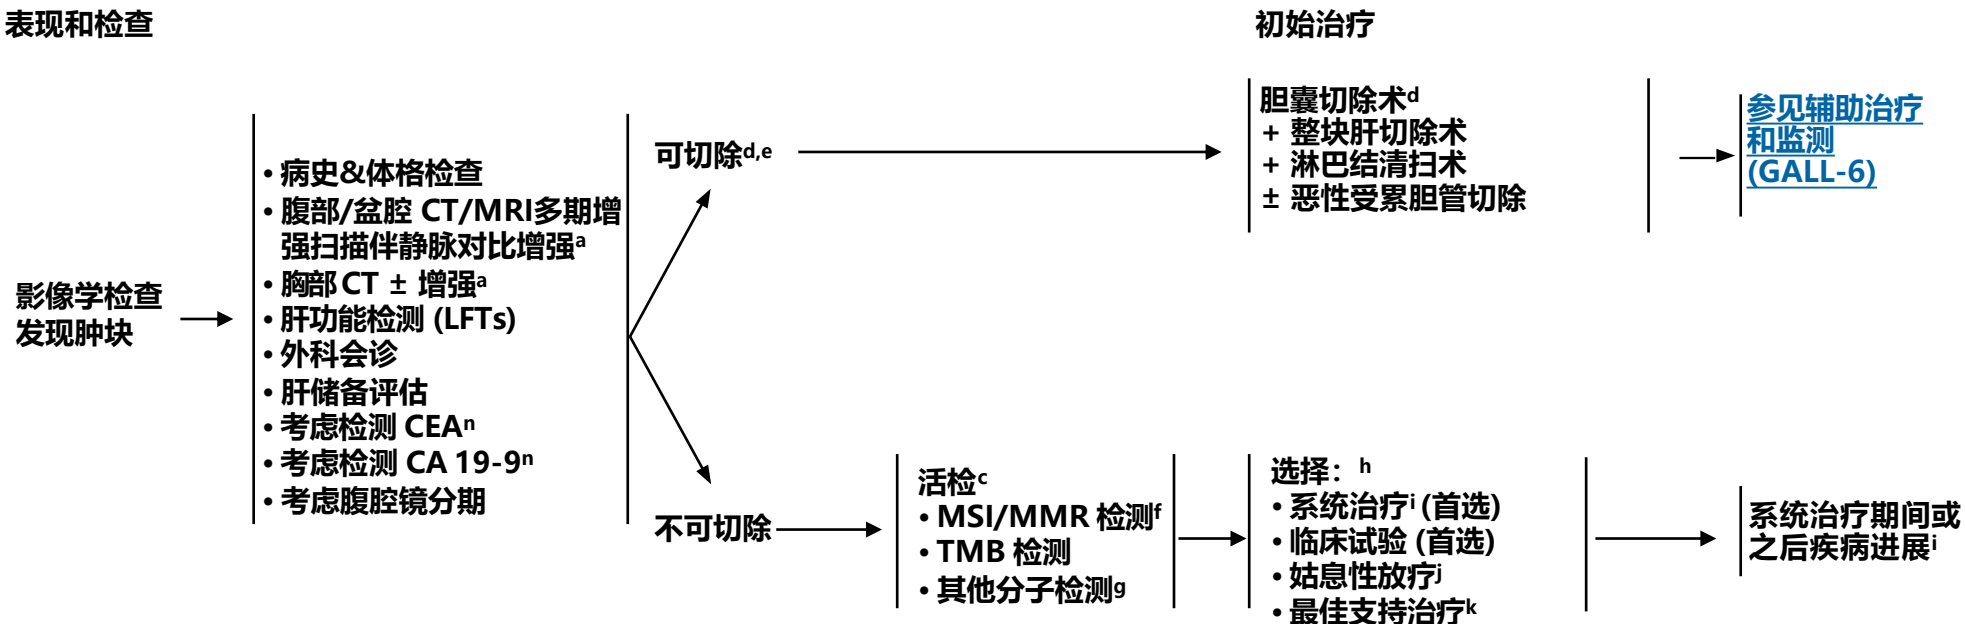 表现和检查
初始治疗
影像学检查
发现肿块
• 病史&体格检查
• 腹部/盆腔 CT/MRI多期增
强扫描伴静脉对比增强a
• 胸部 CT ± 增强a
• 肝功能检测 (LFTs)
• 外科会诊
• 肝储备评估
• 考虑检测 CEAn
• 考虑检测 CA 19-9n
• 考虑腹腔镜分期
可切除d,e
胆囊切除术d
+ 整块肝切除术
+ 淋巴结清扫术
± 恶性受累胆管切除
参见辅助治疗
和监测
(GALL-6)
不可切除
活检c
• MSI/MMR 检测f
• TMB 检测
• 其他分子检测g
选择：h
• 系统治疗i (首选)
• 临床试验 (首选)
• 姑息性放疗j
• 最佳支持治疗k
系统治疗期间或
之后疾病进展i